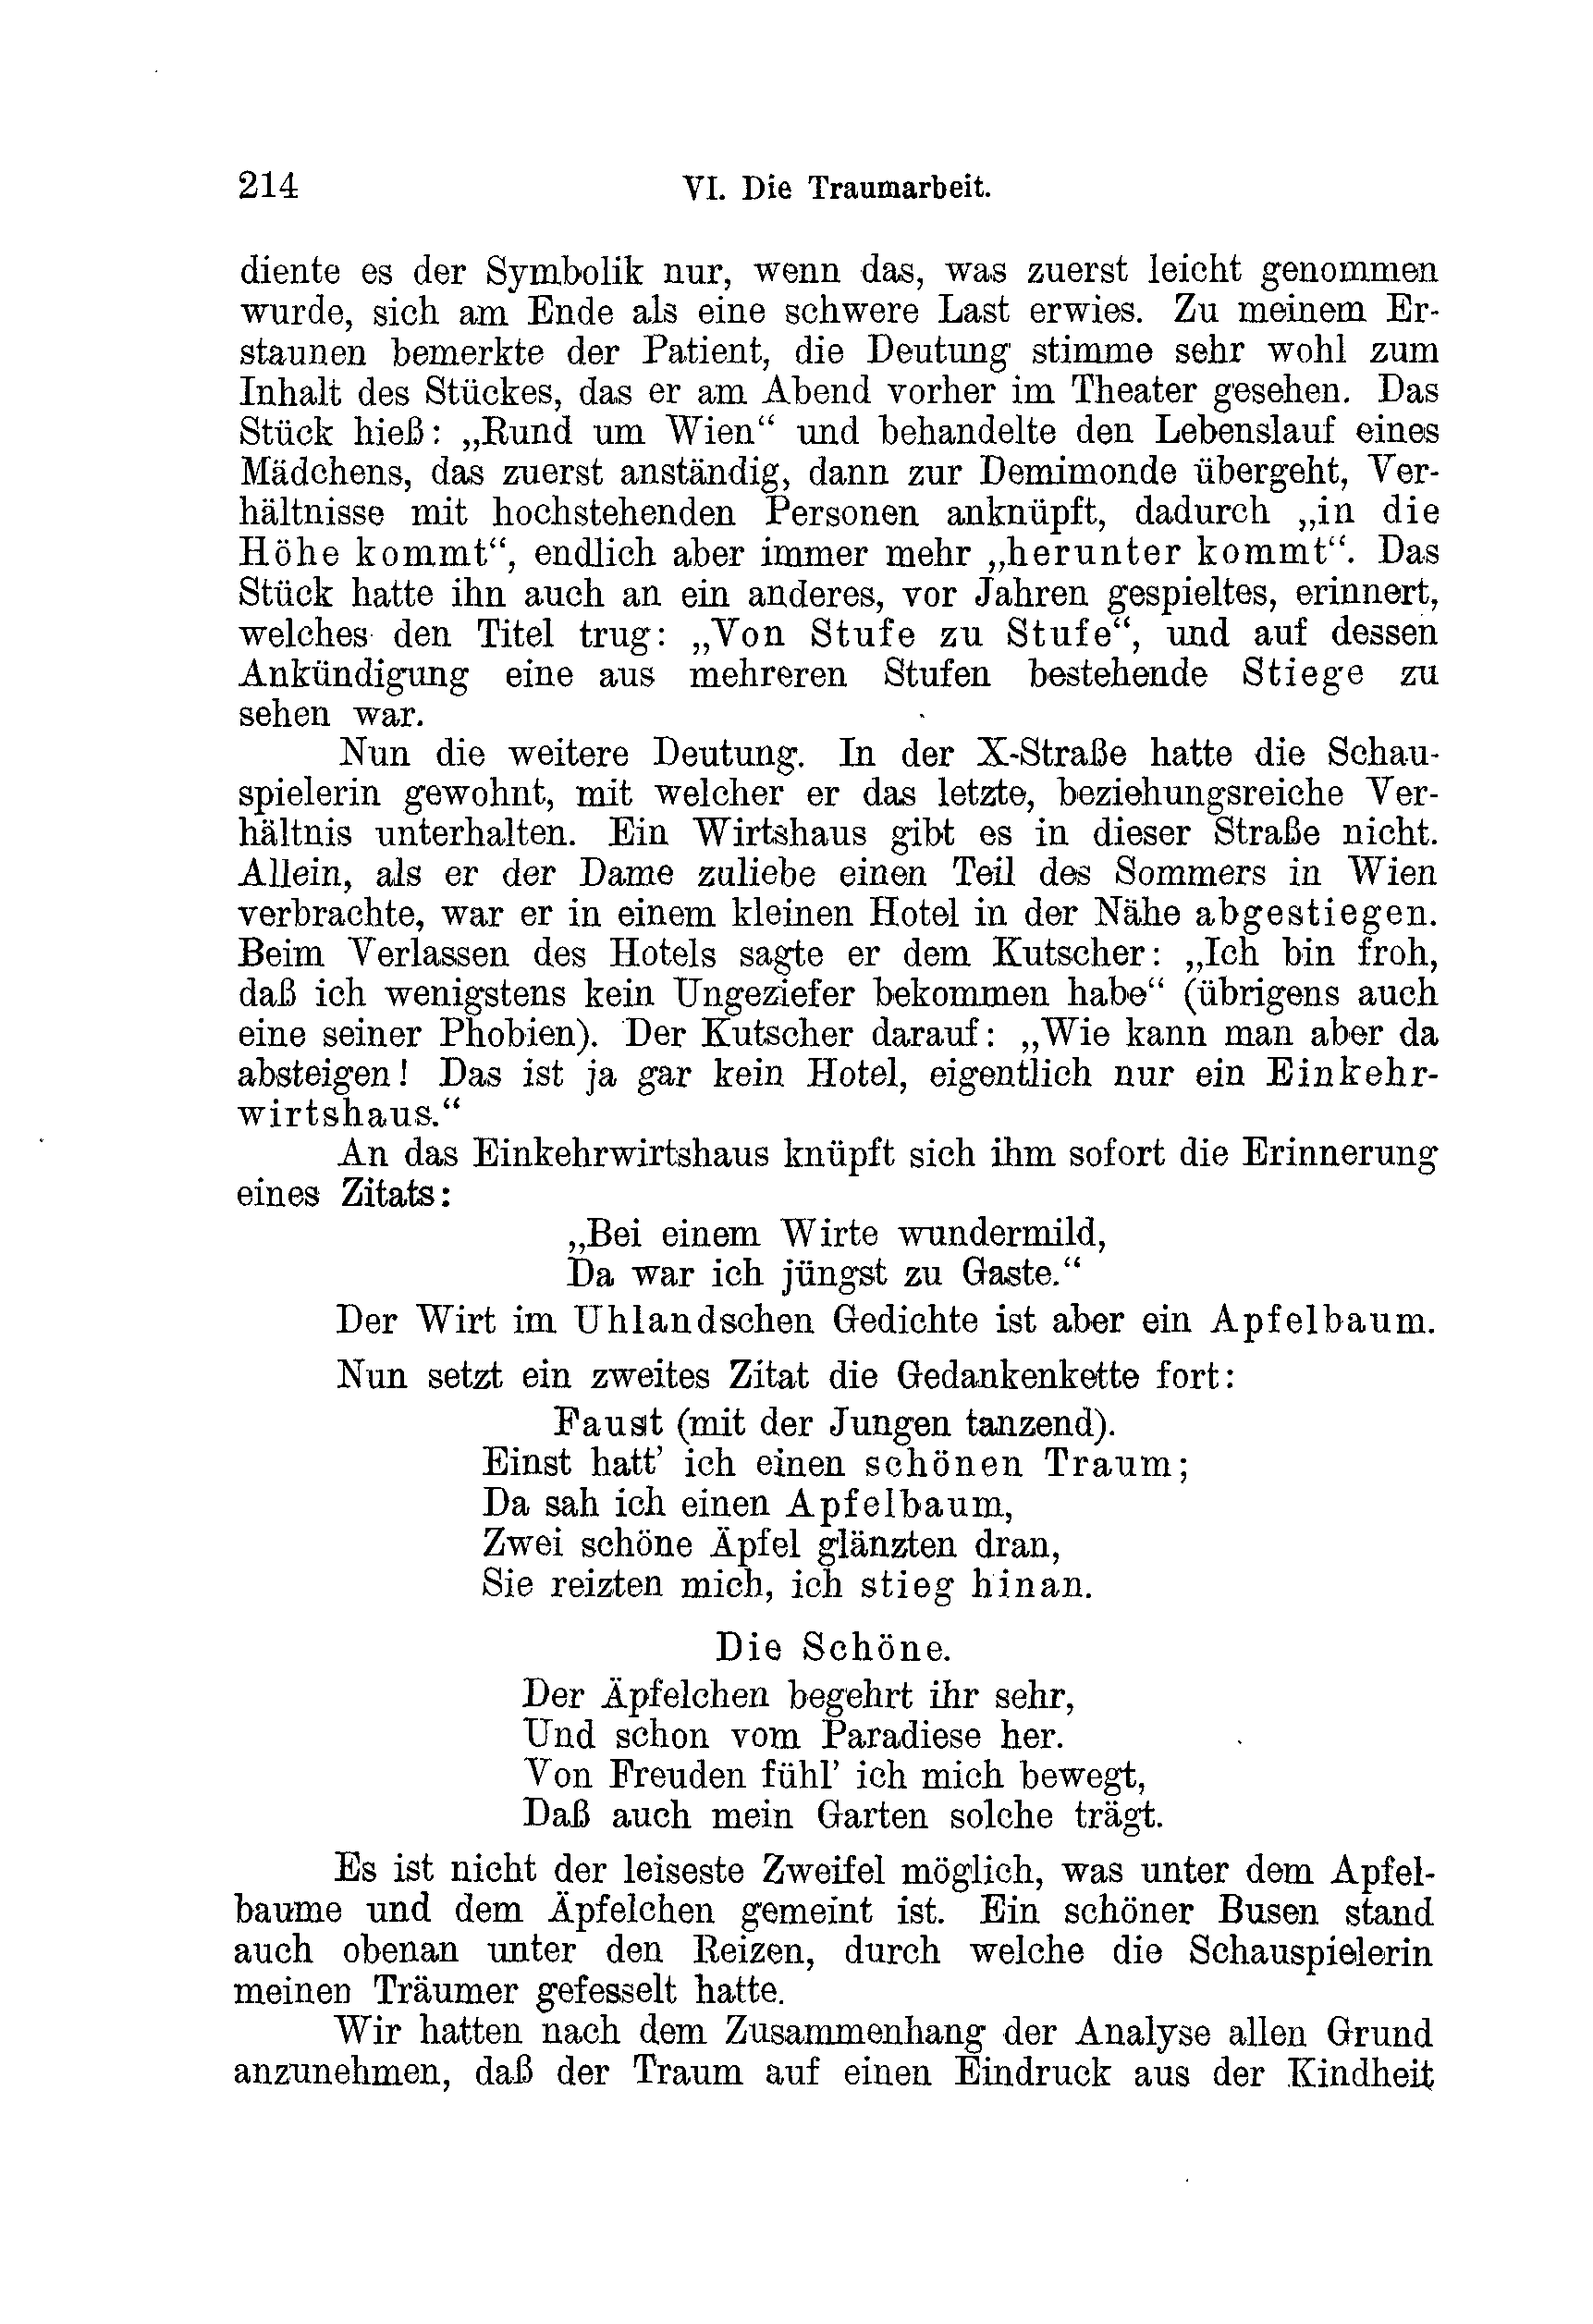 214
VI. Die Traumarbeit.
diente es der Symbolik nur, wenn das, was zuerst leicht genommen
wurde, sich am Ende als eine schwere Last erwies. Zu meinem Er-
staunen bemerkte der Patient, die Deutung stimme sehr wohl zum
Inhalt des Stückes, das er am Abend vorher im Theater gesehen. Das
Stück hieß: „Rund um Wien“ und behandelte den Lebenslauf eines
Mädchens, das zuerst anständig, dann zur Demimonde übergeht, Ver-
hältnisse mit hochstehenden Personen anknüpft, dadurch „in die
Höhe kommt“, endlich aber immer mehr „herunter kommt“. Das
Stück hatte ihn auch an ein anderes, vor Jahren gespieltes, erinnert,
welches den Titel trug: „Von Stufe zu Stufe“, und auf dessen
Ankündigung eine aus mehreren Stufen bestehende Stiege zu
sehen war.
Nun die weitere Deutung. In der X-Straße hatte die Schau-
spielerin gewohnt, mit welcher er das letzte, beziehungsreiche Ver-
hältnis unterhalten. Ein Wirtshaus gibt es in dieser Straße nicht.
Allein, als er der Dame zuliebe einen Teil des Sommers in Wien
verbrachte, war er in einem kleinen Hotel in der Nähe abgestiegen.
Beim Verlassen des Hotels sagte er dem Kutscher: „Ich bin froh,
daß ich wenigstens kein Ungeziefer bekommen habe“ (übrigens auch
eine seiner Phobien). Der Kutscher darauf: „Wie kann man aber da
absteigen! Das ist ja gar kein Hotel, eigentlich nur ein Einkehr-
wirtshaus.“
An das Einkehrwirtshaus knüpft sich ihm sofort die Erinnerung
eines Zitats:
„Bei einem Wirte wundermild,
Da war ich jüngst zu Gaste.“
Der Wirt im Uhlandschen Gedichte ist aber ein Apfelbaum.
Nun setzt ein zweites Zitat die Gedankenkette fort:
Faust (mit der Jungen tanzend).
Einst hatt’ ich einen schönen Traum;
Da sah ich einen Apfelbaum,
Zwei schöne Äpfel glänzten dran,
Sie reizten mich, ich stieg hinan.
Die Schöne.
Der Äpfelchen begehrt ihr sehr,
Und schon vom Paradiese her.
Von Freuden fühl’ ich mich bewegt,
Daß auch mein Garten solche trägt.
Es ist nicht der leiseste Zweifel möglich, was unter dem Apfel-
baume und dem Äpfelchen gemeint ist. Ein schöner Busen stand
auch obenan unter den Reizen, durch welche die Schauspielerin
meinen Träumer gefesselt hatte.
Wir hatten nach dem Zusammenhang der Analyse allen Grund
anzunehmen, daß der Traum auf einen Eindruck aus der Kindheit